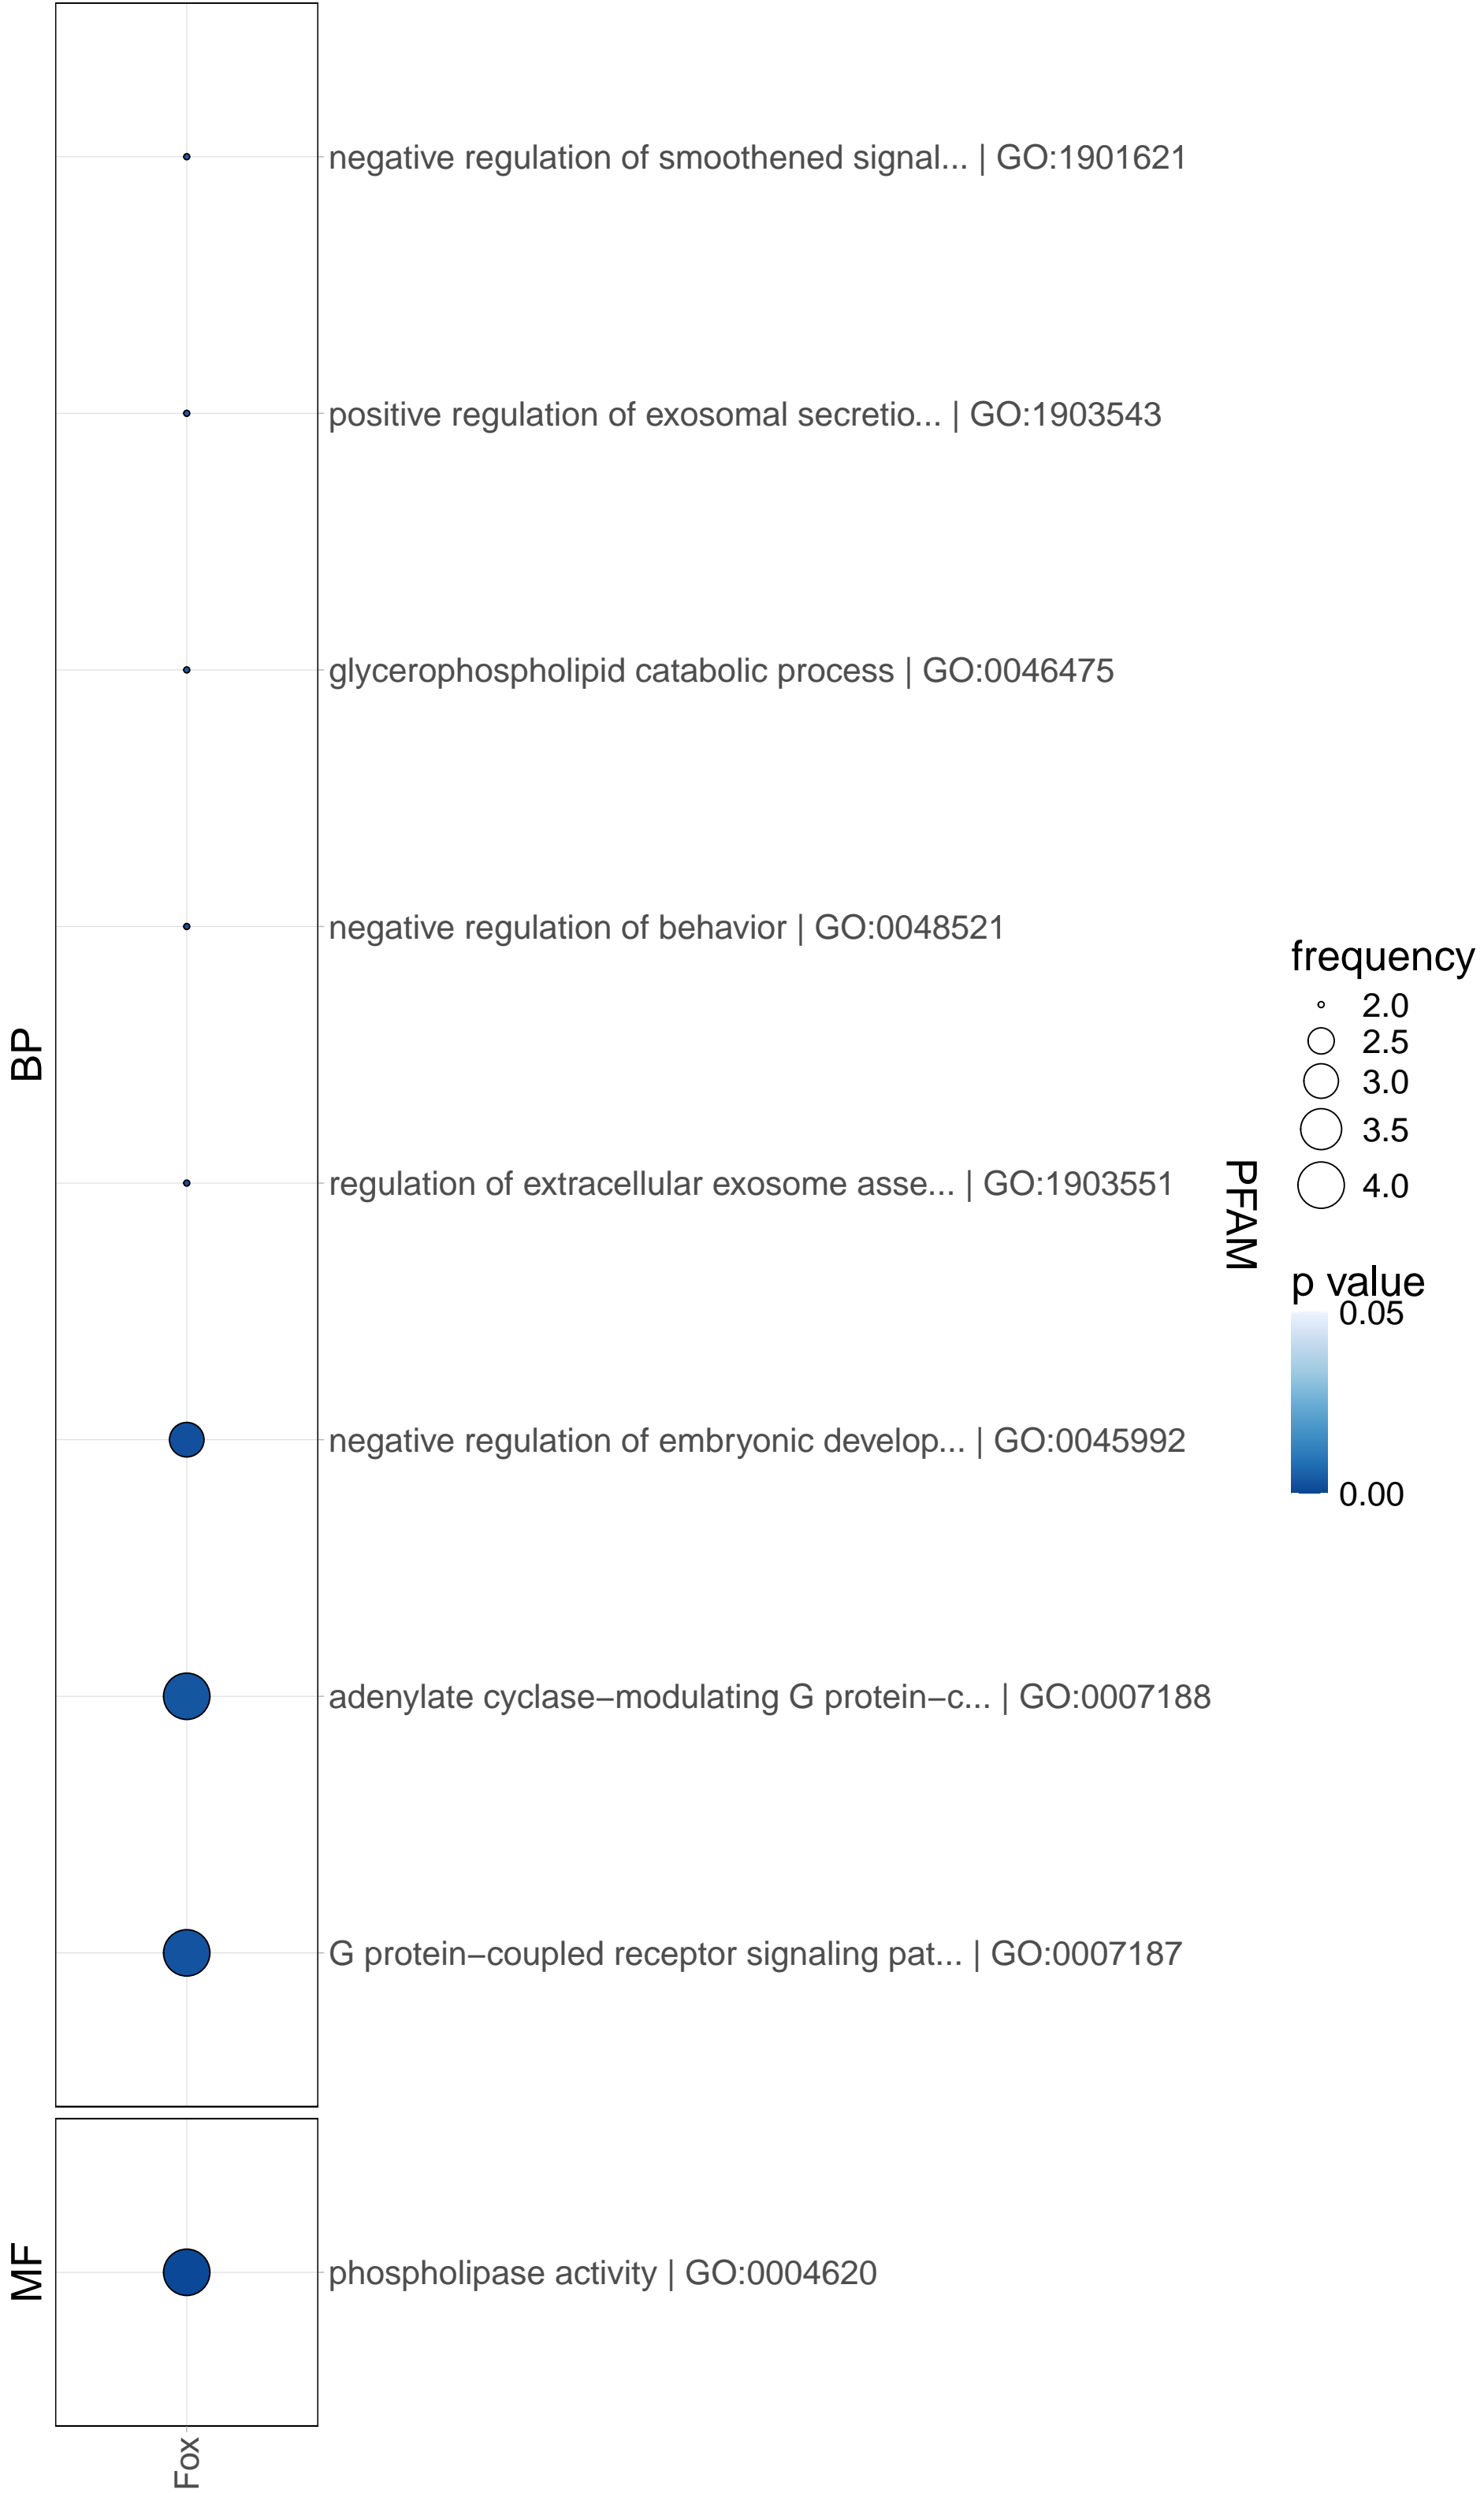 BP
negative regulation of smoothened signal... | GO:1901621
positive regulation of exosomal secretio... | GO:1903543
glycerophospholipid catabolic process | GO:0046475
negative regulation of behavior | GO:0048521
regulation of extracellular exosome asse... | GO:1903551
negative regulation of embryonic develop... | GO:0045992
adenylate cyclase−modulating G protein−c... | GO:0007188
G protein−coupled receptor signaling pat... | GO:0007187
MF
phospholipase activity | GO:0004620
Fox
PFAM
frequency
2.0
2.5
3.0
3.5
4.0
p value
0.05
0.00